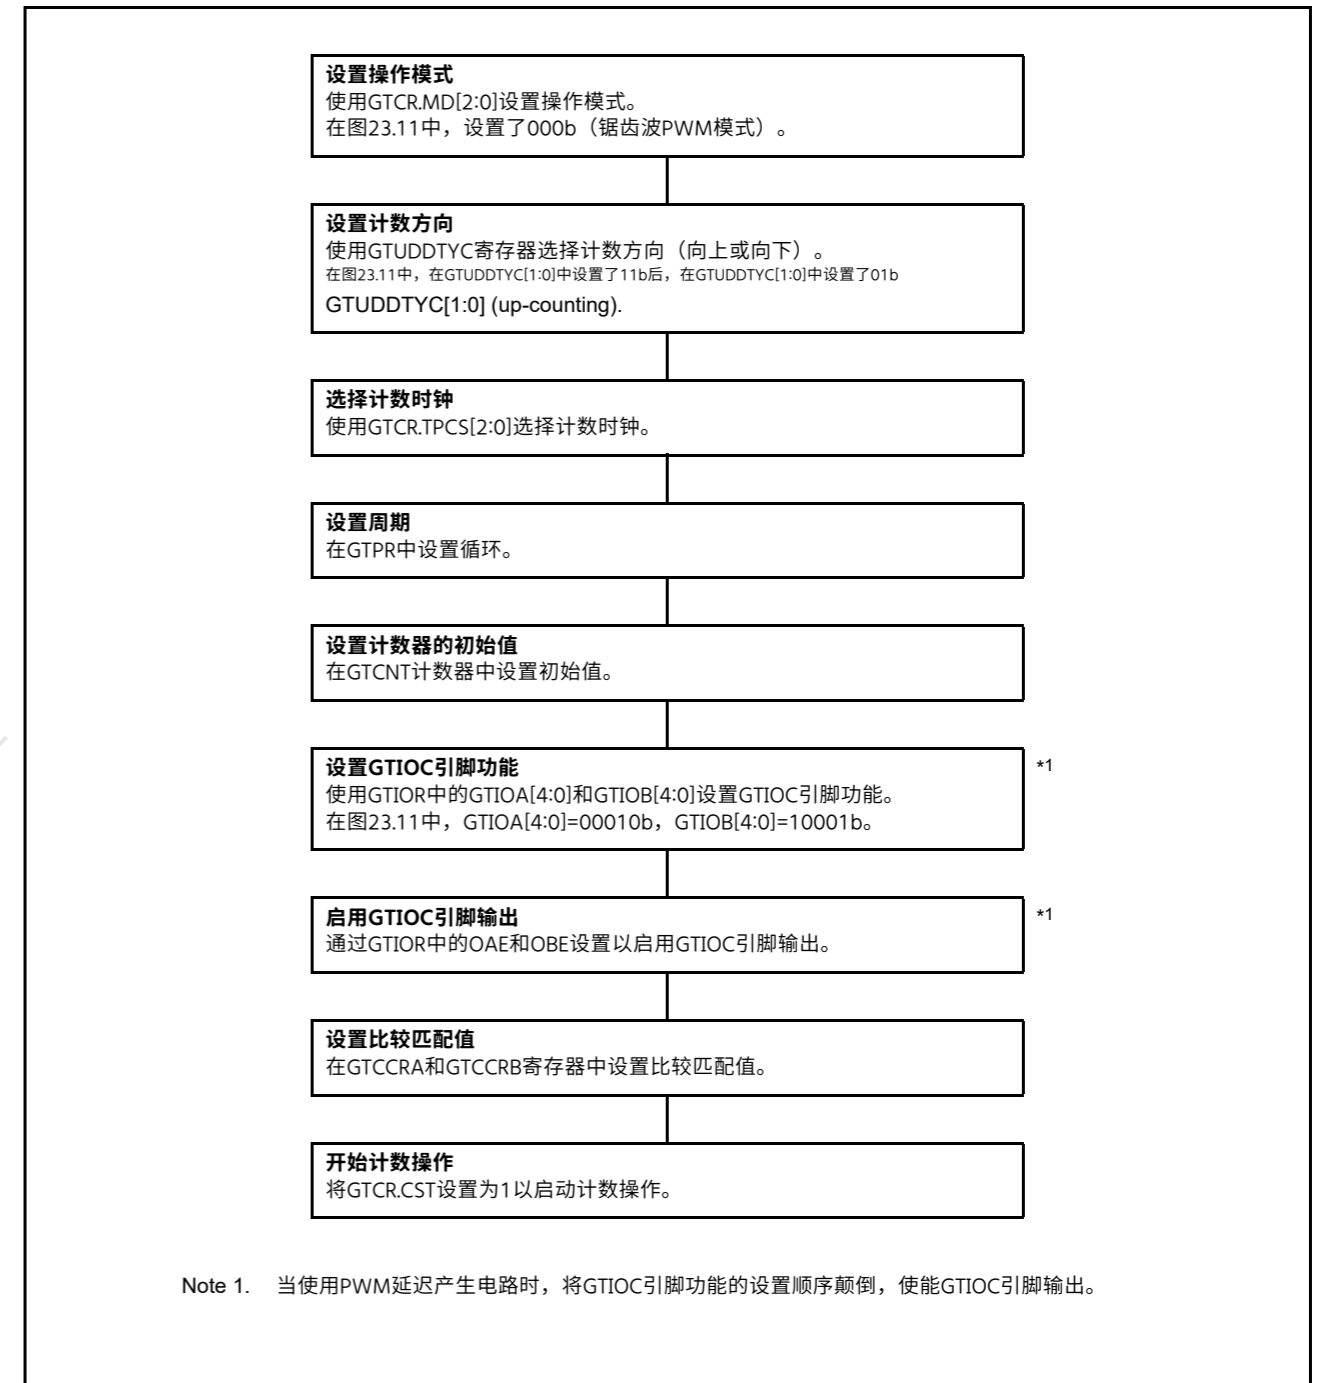 设置操作模式
使用GTCR.MD[2:0]设置操作模式。
在图23.11中，设置了000b（锯齿波PWM模式）。
设置计数方向
使用GTUDDTYC寄存器选择计数方向（向上或向下）。
在图23.11中，在GTUDDTYC[1:0]中设置了11b后，在GTUDDTYC[1:0]中设置了01b
GTUDDTYC[1:0] (up-counting).
选择计数时钟
使用GTCR.TPCS[2:0]选择计数时钟。
设置周期
在GTPR中设置循环。
设置计数器的初始值
在GTCNT计数器中设置初始值。
设置GTIOC引脚功能
*1
使用GTIOR中的GTIOA[4:0]和GTIOB[4:0]设置GTIOC引脚功能。
在图23.11中，GTIOA[4:0]=00010b，GTIOB[4:0]=10001b。
启用GTIOC引脚输出
*1
通过GTIOR中的OAE和OBE设置以启用GTIOC引脚输出。
设置比较匹配值
在GTCCRA和GTCCRB寄存器中设置比较匹配值。
开始计数操作
将GTCR.CST设置为1以启动计数操作。
Note 1. 当使用PWM延迟产生电路时，将GTIOC引脚功能的设置顺序颠倒，使能GTIOC引脚输出。